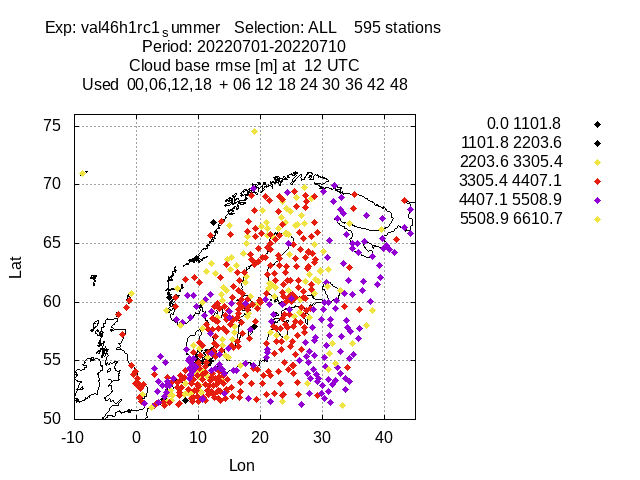 Exp: val46h1rc1summer Selection: ALL 595 stations
Period: 20220701-20220710
Cloud base rmse [m] at 12 UTC
Used 00,06,12,18 + 06 12 18 24 30 36 42 48
0.0 1101.8
1101.8 2203.6
2203.6 3305.4
3305.4 4407.1
4407.1 5508.9
5508.9 6610.7
75
70
65
60
55
50
Lat
-10 0 10 20 30 40
Lon